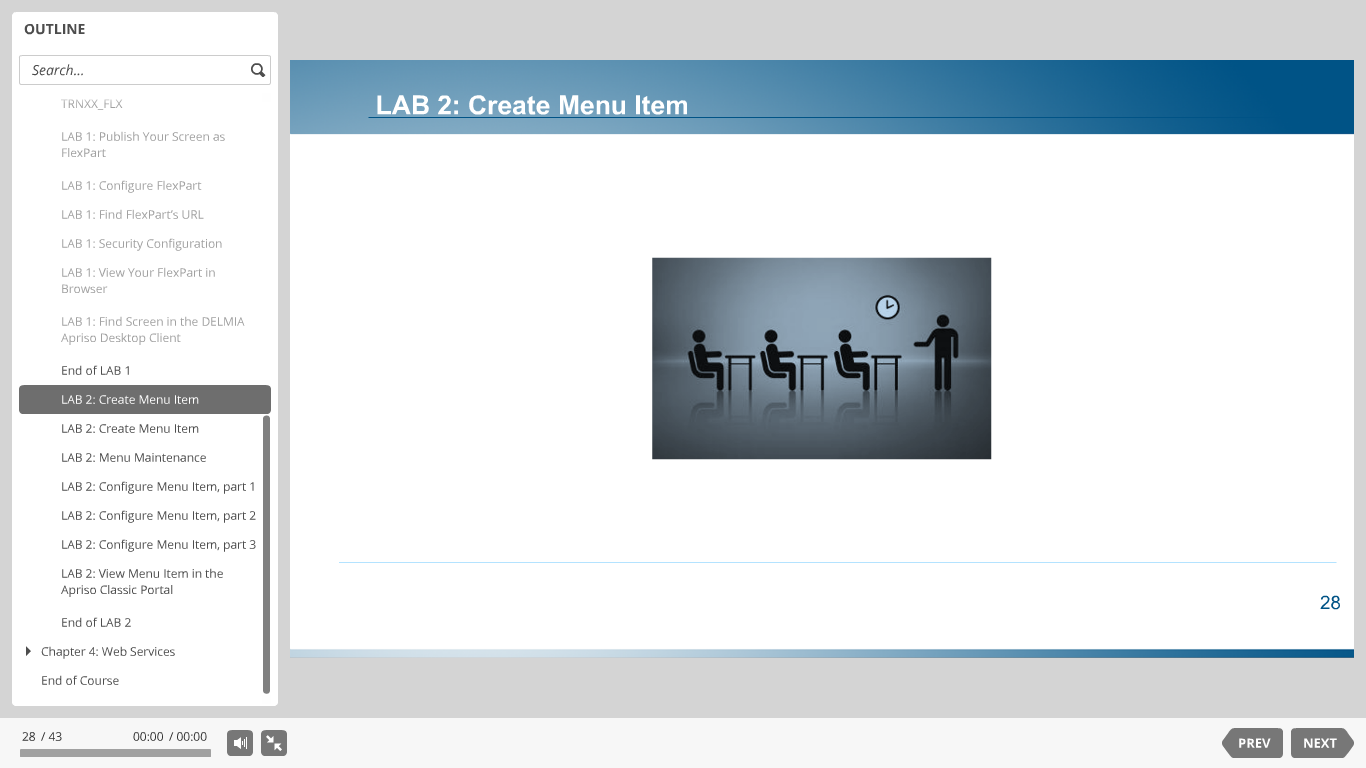 OUTLINE
Search...
TRNXX_FLX
LAB 1: Publish Your Screen as
FlexPart
LAB 1: Configure FlexPart
LAB 1: Find FlexPart's URL
LAB 1: Security Configuration
LAB 1: View Your FlexPart in
Browser
LAB 1: Find Screen in the DELMIA
Apriso Desktop Client
End of LAB 1
LAB 2: Create Menu Item
LAB 2: Create Menu Item
LAB 2: Menu Maintenance
LAB 2: Configure Menu Item, part 1
LAB 2: Configure Menu Item, part 2
LAB 2: Configure Menu Item, part 3
LAB 2: View Menu Item in the
Apriso Classic Portal
End of LAB 2
Chapter 4: Web Services
End of Course
LAB 2: Create Menu Item
28
28 / 43
00:00 / 00:00
PREV
NEXT